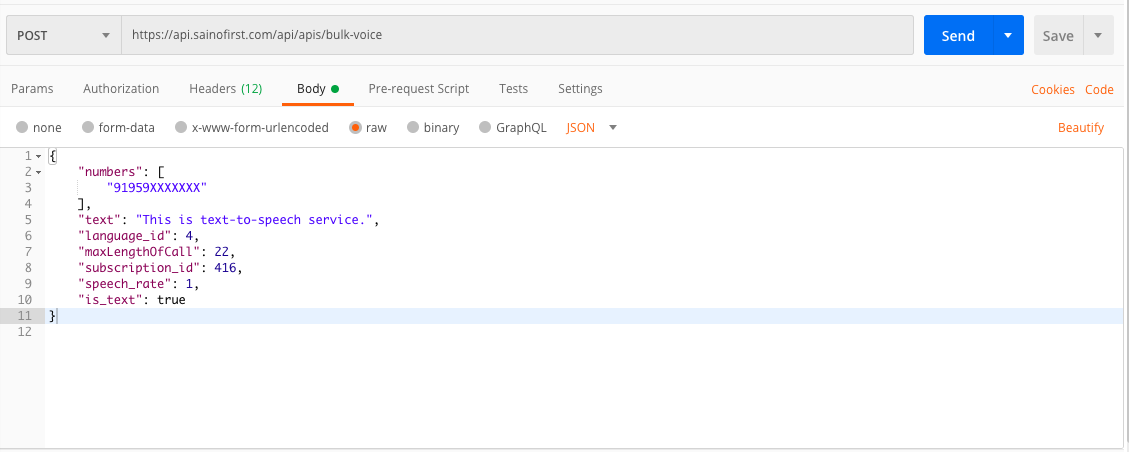 POST https://api.sainofirst.com/api/apis/bulk-voice Send Save
Params Authorization Headers (12) Body Pre-request Script Tests Settings Cookies Code
none form-data x-www-form-urlencoded raw binary GraphQL JSON Beautify
1 {
2 "numbers": [
3 "91959XXXXXXX"
4 ],
5 "text": "This is text-to-speech service.",
6 "language_id": 4,
7 "maxLengthOfCall": 22,
8 "subscription_id": 416,
9 "speech_rate": 1,
10 "is_text": true
11 }
12